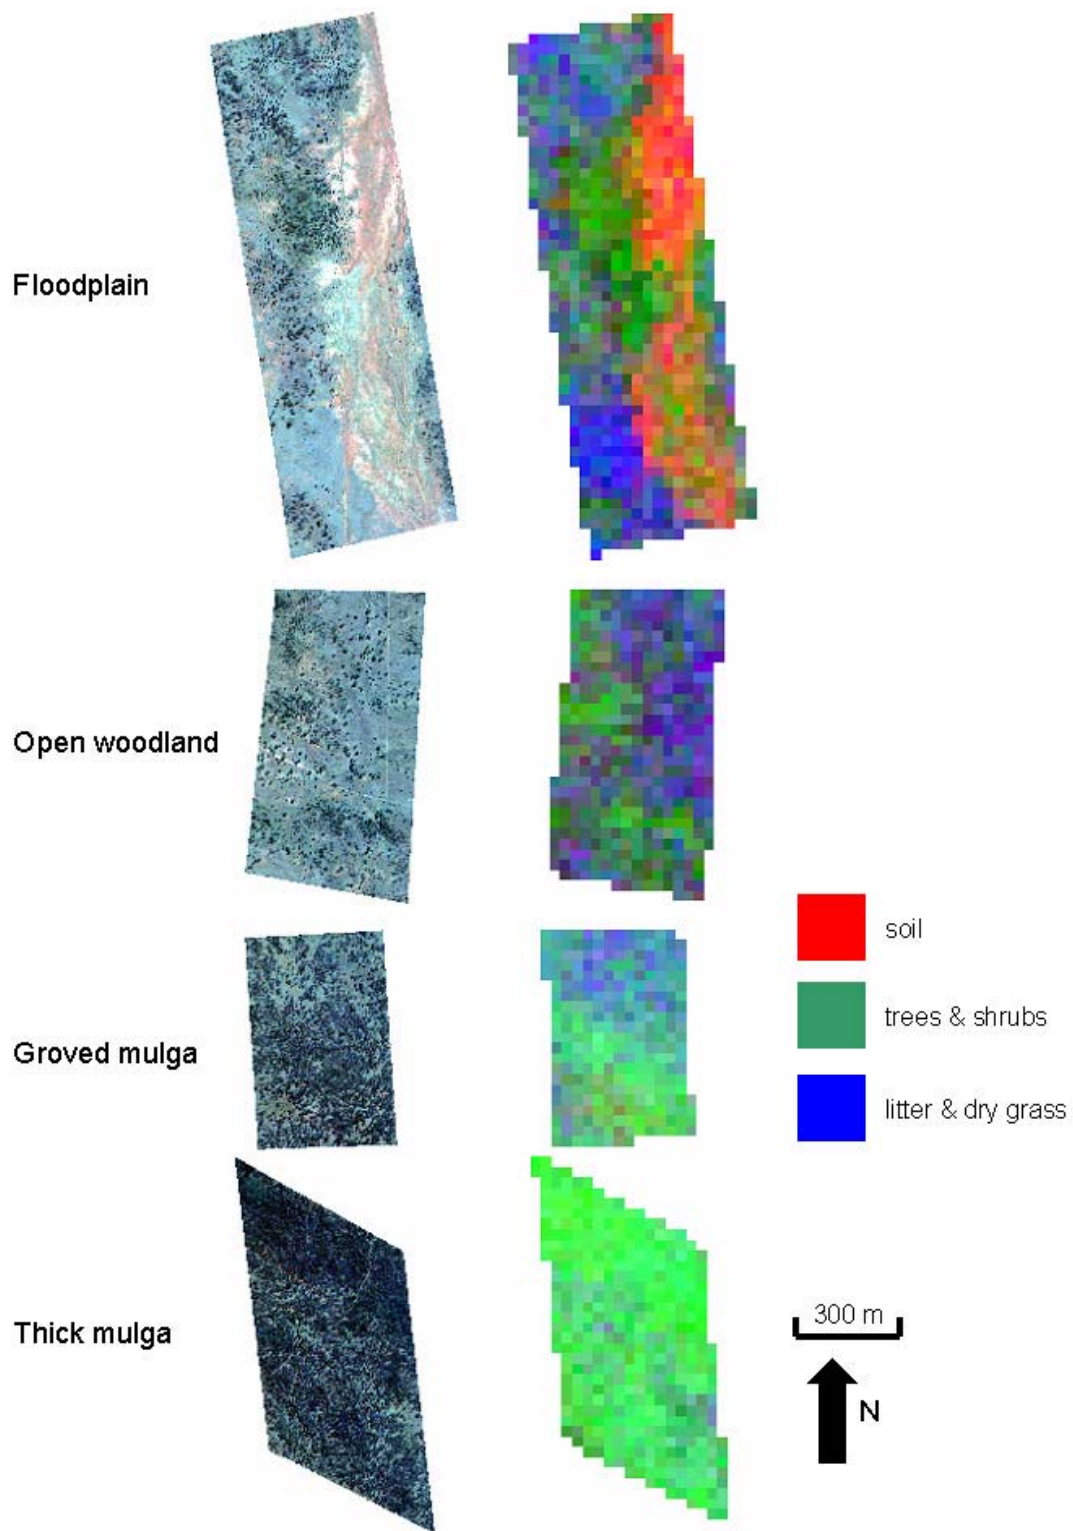 Floodplain
Open woodland
soil
trees & shrubs
Groved mulga
litter & dry grass
300 m
Thick mulga
N